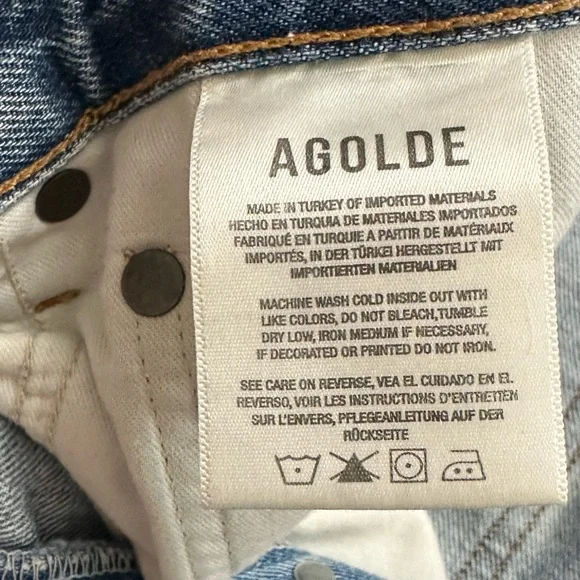 AGOLDE
MADE IN TURKEY OF IMPORTED MATERIALS
HECHO EN TURQUIA DE MATERIALES IMPORTADOS
FABRIQUÉ EN TURQUIE A PARTIR DE MATÉRIAUX
IMPORTÉS, IN DER TÜRKEI HERGESTELLT MIT
IMPORTIERTEN MATERIALIEN
MACHINE WASH COLD INSIDE OUT WITH
LIKE COLORS, DO NOT BLEACH,TUMBLE
DRY LOW, IRON MEDIUM IF NECESSARY,
IF DECORATED OR PRINTED DO NOT IRON.
SEE CARE ON REVERSE, VEA EL CUIDADO EN EL
REVERSO, VOIR LES INSTRUCTIONS D'ENTRETIEN
SUR L'ENVERS, PFLEGEANLEITUNG AUF DER
RÜCKSEITE